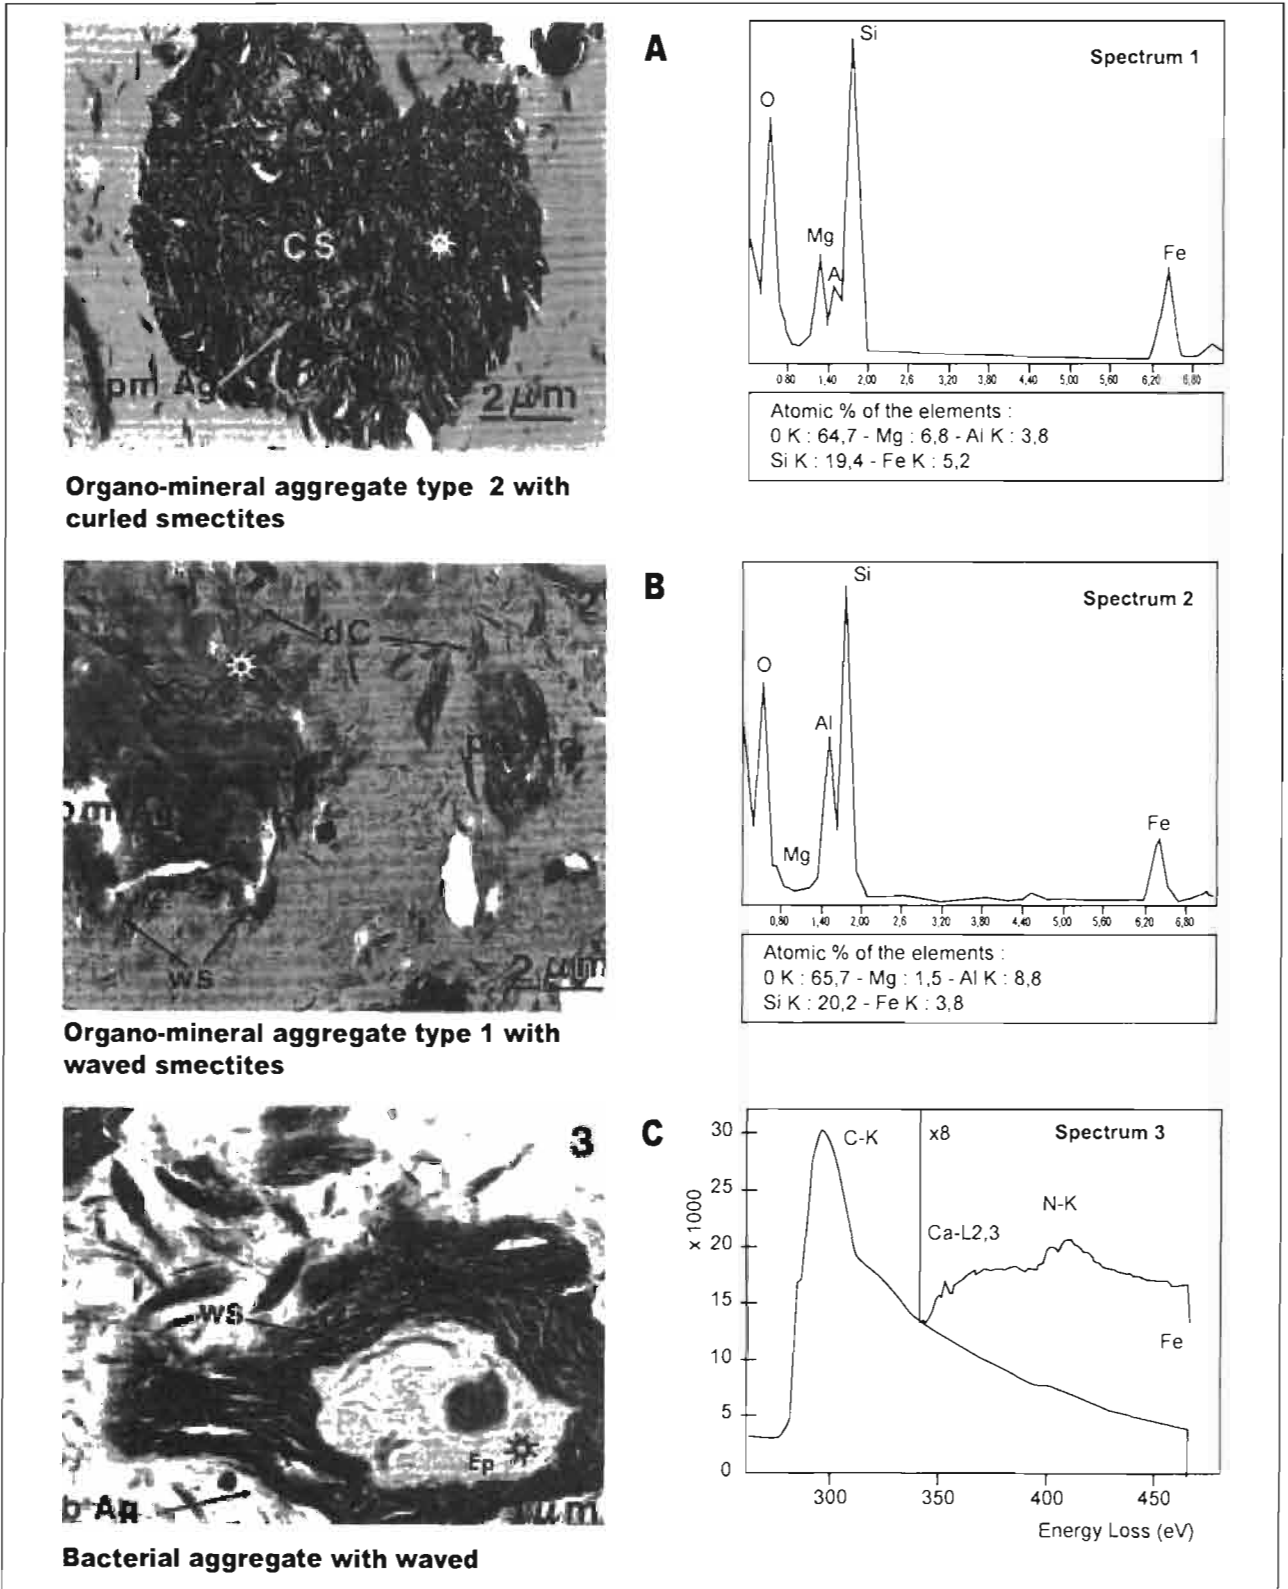 A
CS
pm Ag
2 µm
Organo-mineral aggregate type 2 with
curled smectites
Spectrum 1
O
Si
Mg
A
Fe
0,80 1,40 2,00 2,6 3,20 3,80 4,40 5,00 5,60 6,20 6,80
Atomic % of the elements :
0 K : 64,7 - Mg : 6,8 - Al K : 3,8
Si K : 19,4 - Fe K : 5,2
B
2
dC
ws
2 µm
Organo-mineral aggregate type 1 with
waved smectites
Spectrum 2
O
Si
Al
Mg
Fe
0,80 1,40 2,00 2,6 3,20 3,80 4,40 5,00 5,60 6,20 6,80
Atomic % of the elements :
0 K : 65,7 - Mg : 1,5 - Al K : 8,8
Si K : 20,2 - Fe K : 3,8
C
3
ws
Ep
b Ag
µm
Bacterial aggregate with waved
Spectrum 3
C-K
x8
N-K
Ca-L2,3
Fe
x 1000
30
25
20
15
10
5
0
300 350 400 450
Energy Loss (eV)